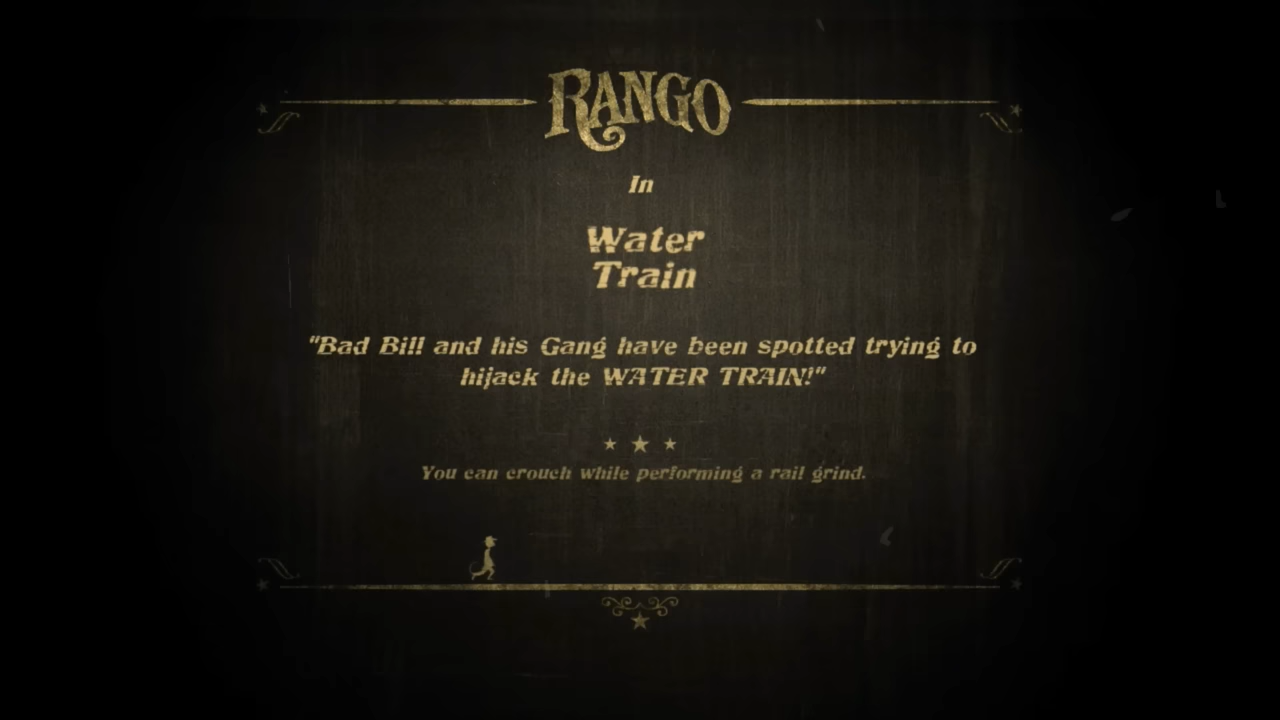 RANGO
In
Water
Train
"Bad Bill and his Gang have been spotted trying to
hijack the WATER TRAIN!"
You can crouch while performing a rail grind.